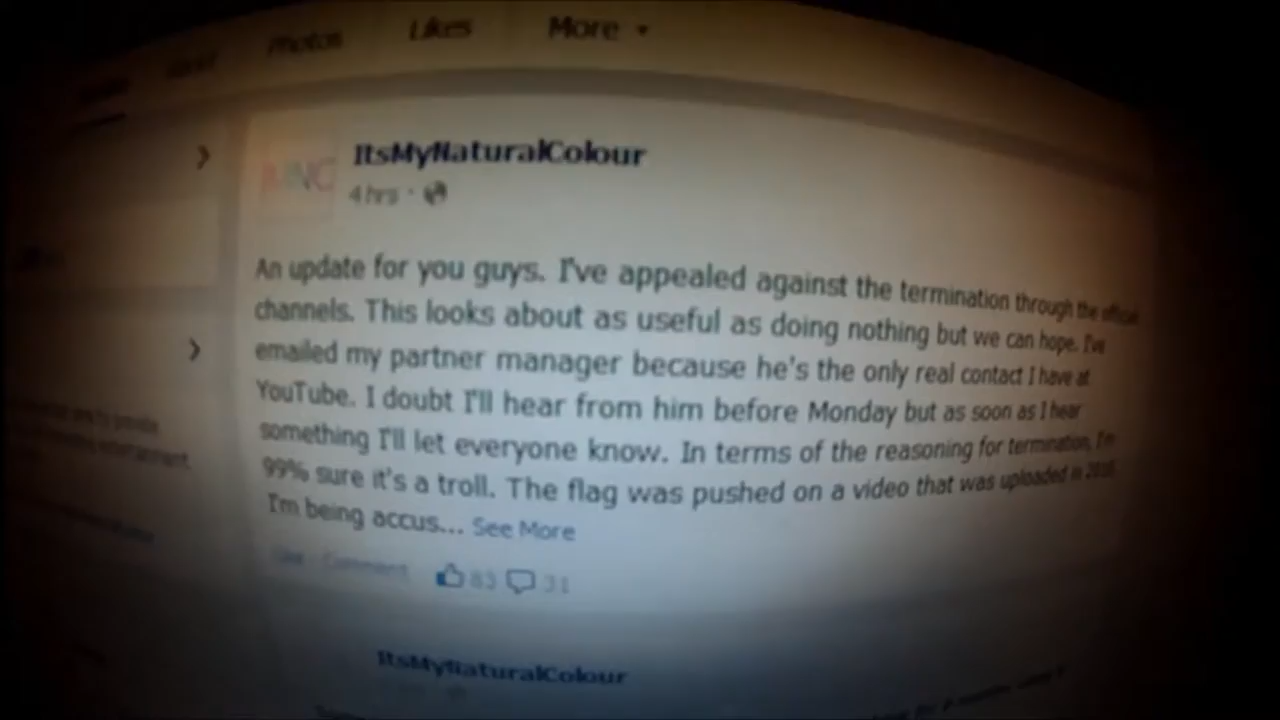 Photos Likes More
ItsMyNaturalColour
4 hrs
An update for you guys. I've appealed against the termination through the official
channels. This looks about as useful as doing nothing but we can hope. I've
emailed my partner manager because he's the only real contact I have at
YouTube. I doubt I'll hear from him before Monday but as soon as I hear
something I'll let everyone know. In terms of the reasoning for termination, I'm
99% sure it's a troll. The flag was pushed on a video that was uploaded in
I'm being accus... See More
Like · Comment 83 31
ItsMyNaturalColour